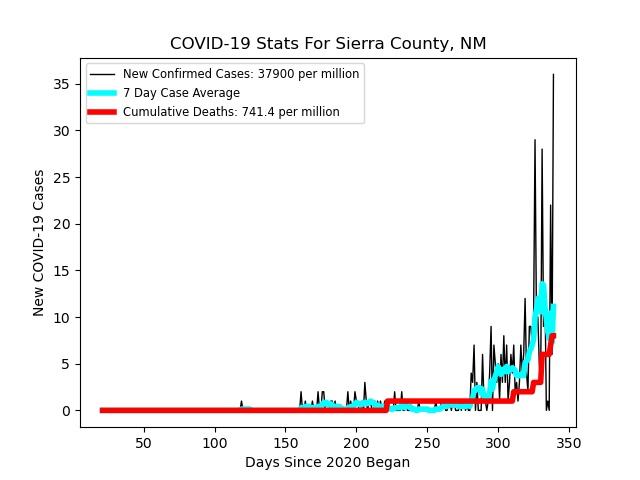 COVID-19 Stats For Sierra County, NM
New Confirmed Cases: 37900 per million
7 Day Case Average
Cumulative Deaths: 741.4 per million
New COVID-19 Cases
35
30
25
20
15
10
5
0
50
100
150
200
250
300
350
Days Since 2020 Began